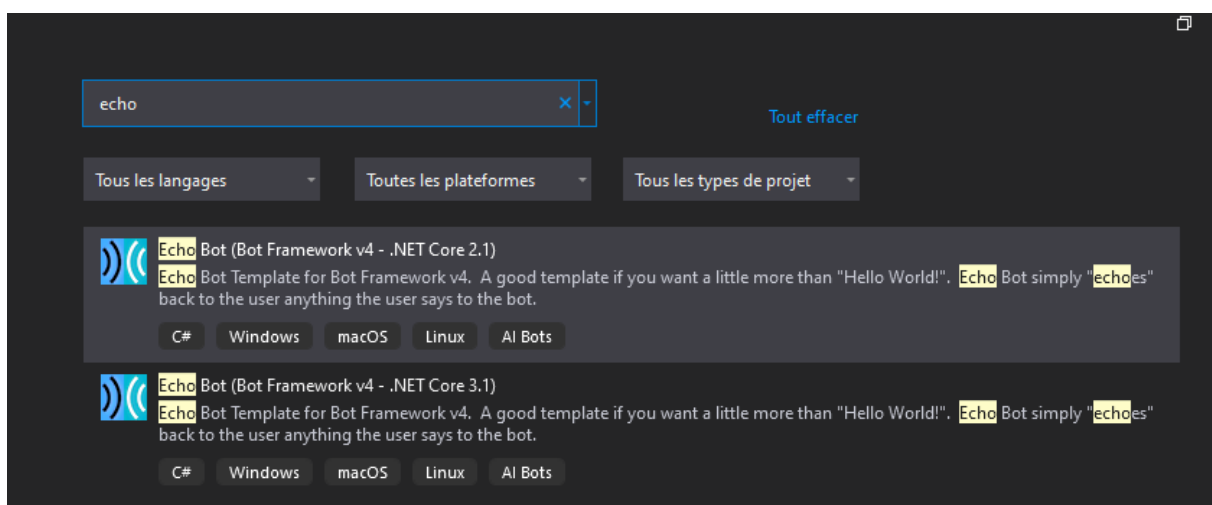 echo
Tout effacer
Tous les langages
Toutes les plateformes
Tous les types de projet
Echo Bot (Bot Framework v4 - .NET Core 2.1)
Echo Bot Template for Bot Framework v4. A good template if you want a little more than "Hello World!". Echo Bot simply "echoes"
back to the user anything the user says to the bot.
C# Windows macOS Linux AI Bots
Echo Bot (Bot Framework v4 - .NET Core 3.1)
Echo Bot Template for Bot Framework v4. A good template if you want a little more than "Hello World!". Echo Bot simply "echoes"
back to the user anything the user says to the bot.
C# Windows macOS Linux AI Bots